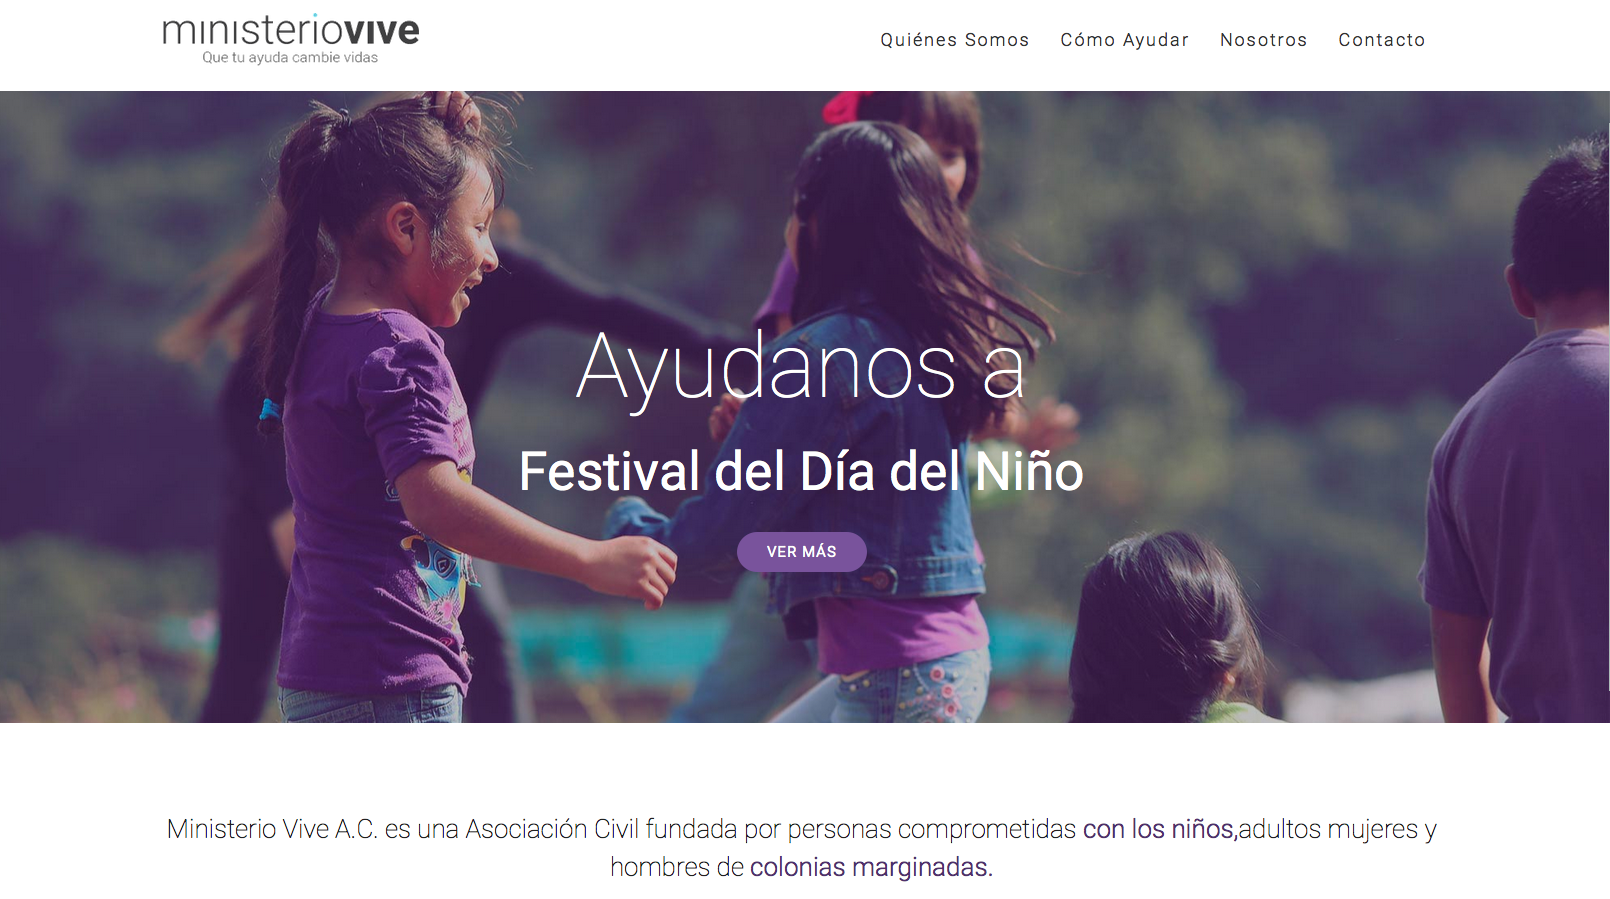 ministeriovive
Que tu ayuda cambie vidas
Quiénes Somos
Cómo Ayudar
Nosotros
Contacto
Ayudanos a
Festival del Día del Niño
VER MÁS
Ministerio Vive A.C. es una Asociación Civil fundada por personas comprometidas con los niños,adultos mujeres y
hombres de colonias marginadas.